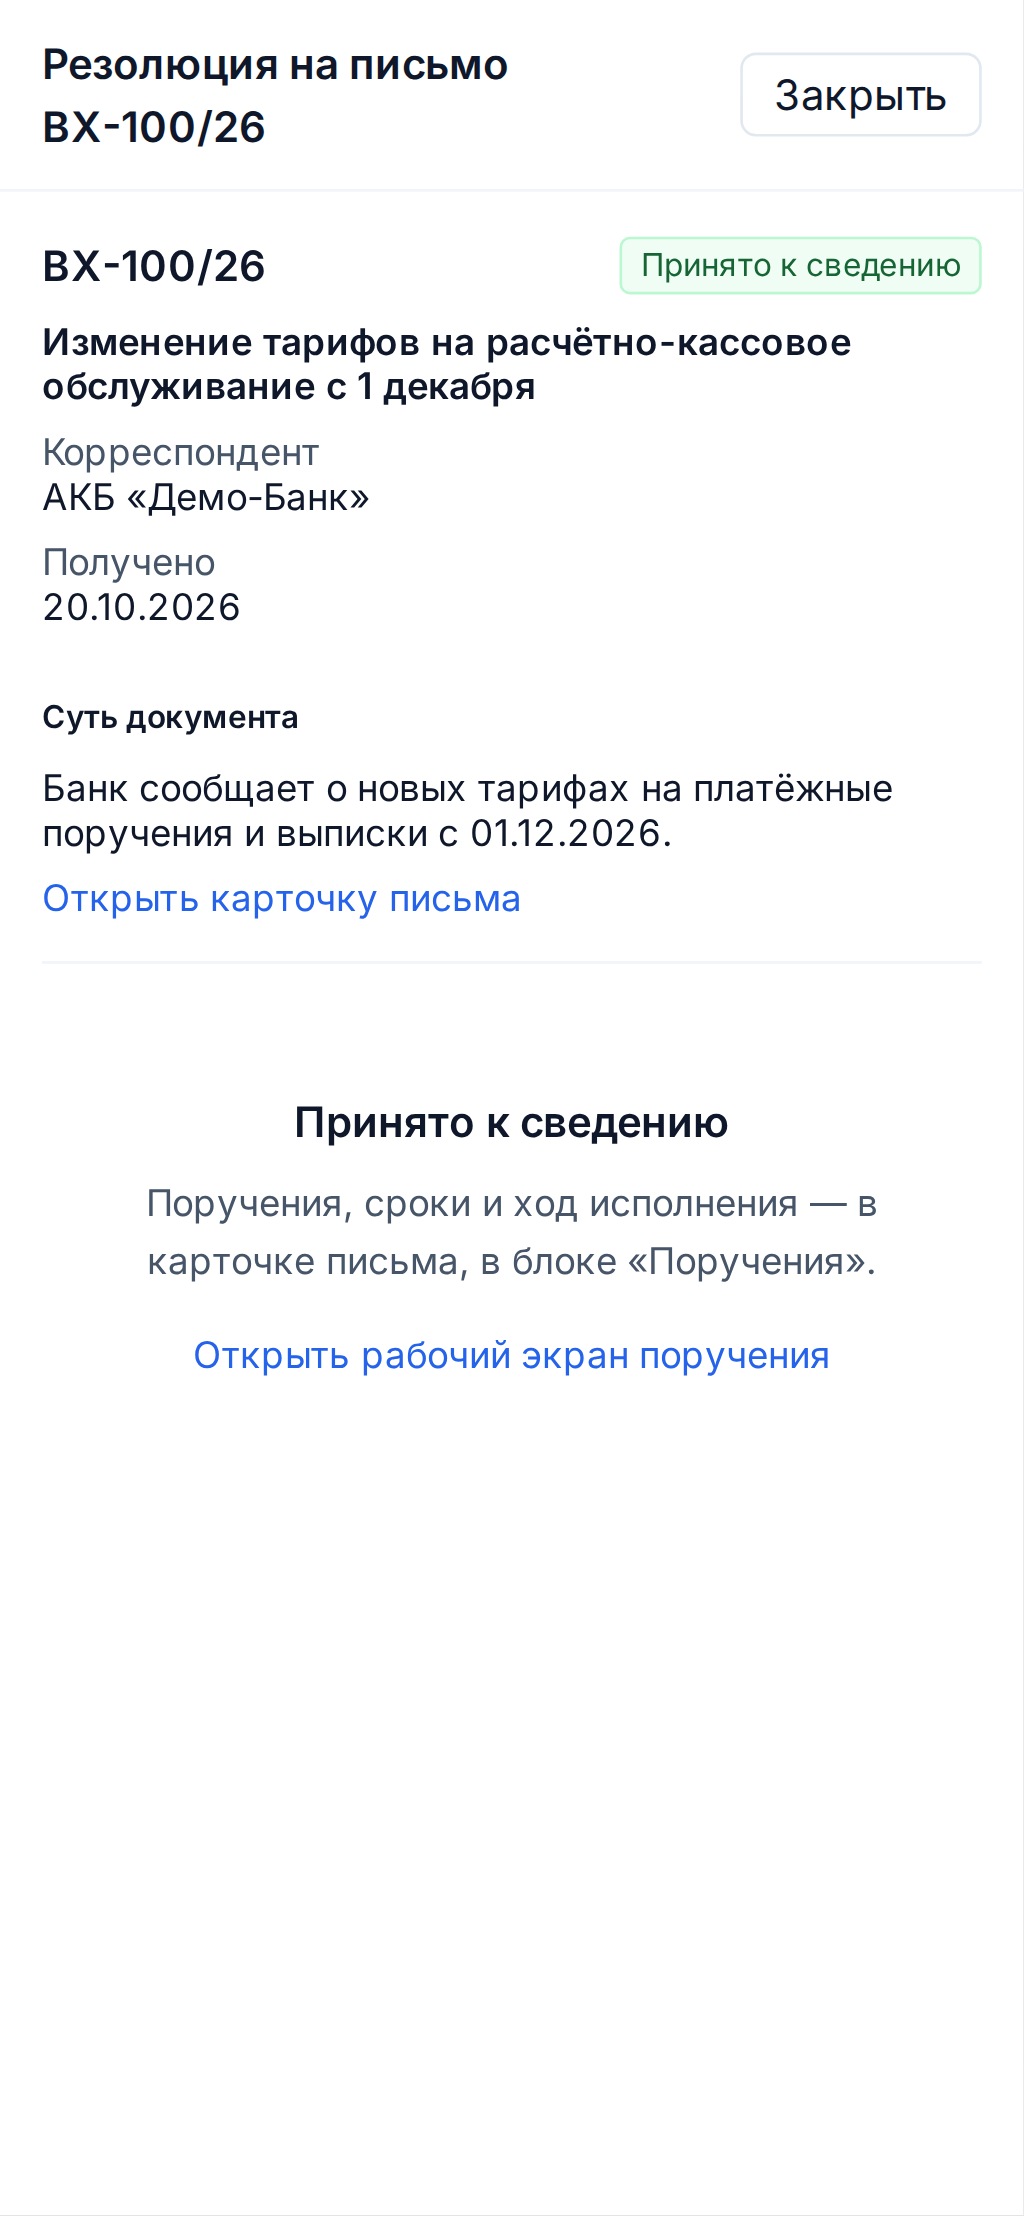 Резолюция на письмо
ВХ-100/26
Закрыть
ВХ-100/26
Принято к сведению
Изменение тарифов на расчётно-кассовое
обслуживание с 1 декабря
Корреспондент
АКБ «Демо-Банк»
Получено
20.10.2026
Суть документа
Банк сообщает о новых тарифах на платёжные
поручения и выписки с 01.12.2026.
Открыть карточку письма
Принято к сведению
Поручения, сроки и ход исполнения — в
карточке письма, в блоке «Поручения».
Открыть рабочий экран поручения